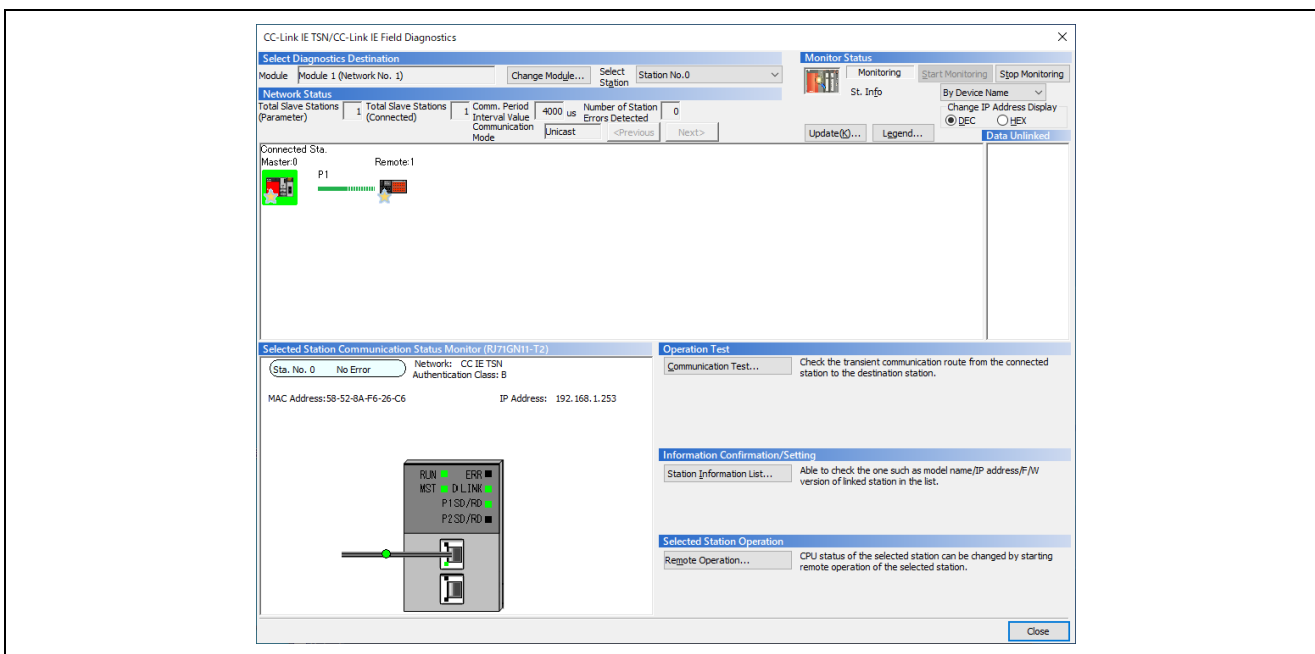 CC-Link IE TSN/CC-Link IE Field Diagnostics
Select Diagnostics Destination
Module Module 1 (Network No. 1) Change Module... Select Station Station No.0
Monitor Status
Monitoring Start Monitoring Stop Monitoring
St. Info By Device Name
Change IP Address Display
DEC HEX
Update(K)... Legend...
Network Status
Total Slave Stations (Parameter) 1 Total Slave Stations (Connected) 1 Comm. Period Interval Value 4000 us Number of Station Errors Detected 0
Communication Mode Unicast <Previous Next>
Data Unlinked
Connected Sta.
Master:0 Remote:1
P1
Selected Station Communication Status Monitor (RJ71GN11-T2)
Sta. No. 0 No Error
Network: CC IE TSN
Authentication Class: B
MAC Address:58-52-8A-F6-26-C6 IP Address: 192.168.1.253
RUN ERR
MST D LINK
P1SD/RD
P2SD/RD
Operation Test
Communication Test... Check the transient communication route from the connected
station to the destination station.
Information Confirmation/Setting
Station Information List... Able to check the one such as model name/IP address/F/W
version of linked station in the list.
Selected Station Operation
Remote Operation... CPU status of the selected station can be changed by starting
remote operation of the selected station.
Close